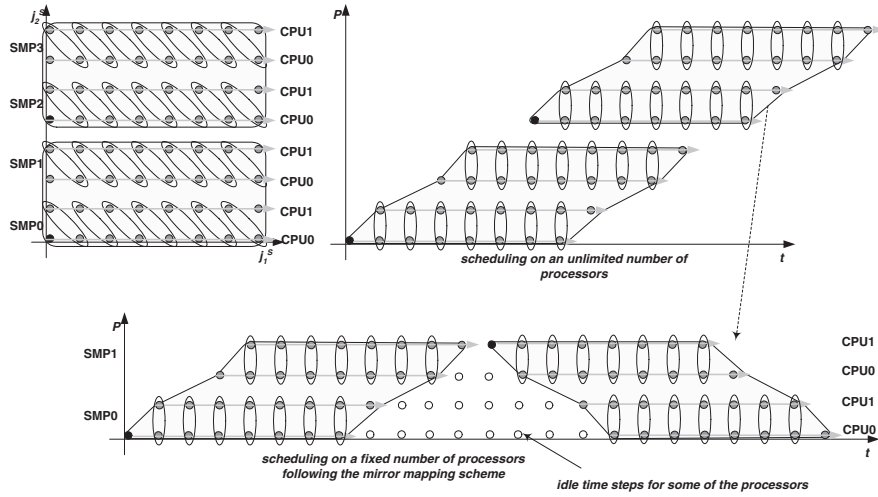 j2s
SMP3
CPU1
CPU0
SMP2
CPU1
CPU0
SMP1
CPU1
CPU0
SMP0
CPU1
CPU0
j1s
P
t
scheduling on an unlimited number of
processors
P
SMP1
CPU1
CPU0
SMP0
CPU1
CPU0
t
scheduling on a fixed number of processors
following the mirror mapping scheme
idle time steps for some of the processors